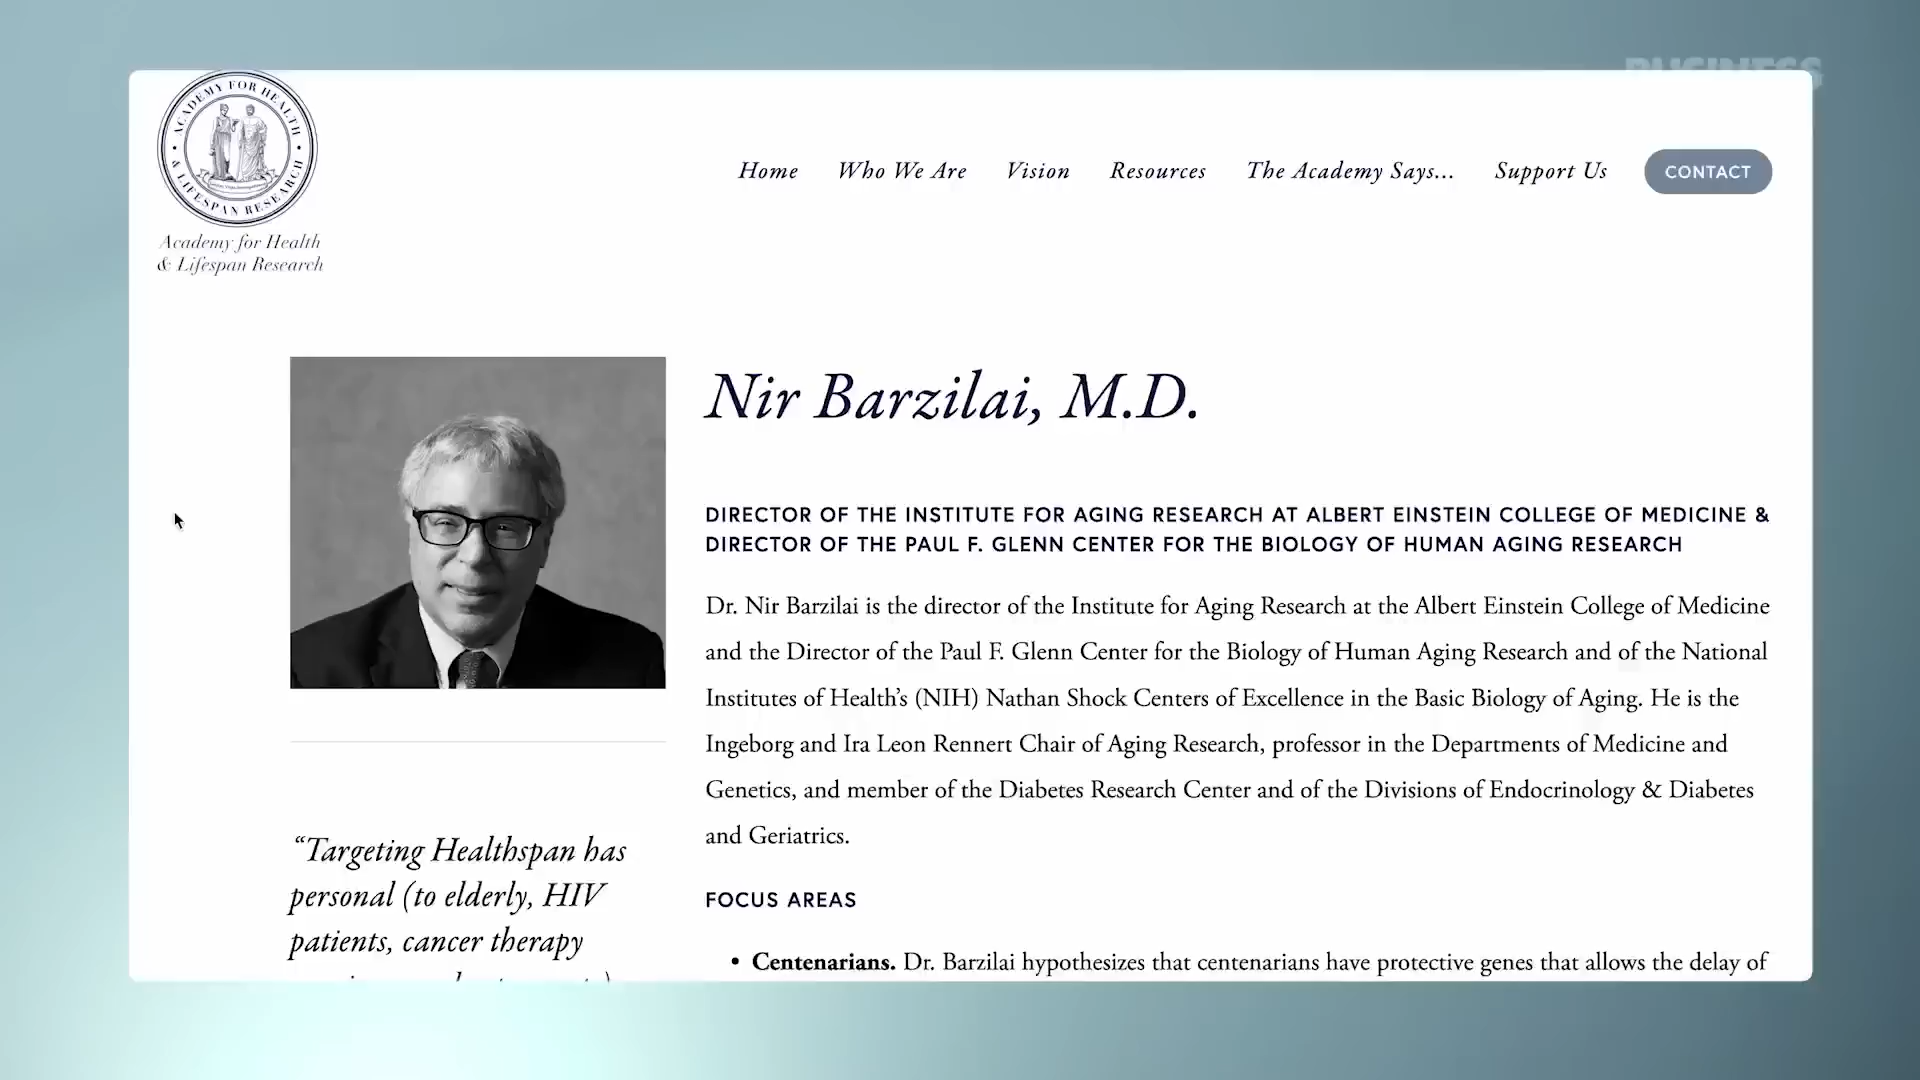 BUSINESS
ACADEMY FOR HEALTH
& LIFESPAN RESEARCH
Academy for Health
& Lifespan Research
Home
Who We Are
Vision
Resources
The Academy Says...
Support Us
CONTACT
Nir Barzilai, M.D.
DIRECTOR OF THE INSTITUTE FOR AGING RESEARCH AT ALBERT EINSTEIN COLLEGE OF MEDICINE &
DIRECTOR OF THE PAUL F. GLENN CENTER FOR THE BIOLOGY OF HUMAN AGING RESEARCH
Dr. Nir Barzilai is the director of the Institute for Aging Research at the Albert Einstein College of Medicine
and the Director of the Paul F. Glenn Center for the Biology of Human Aging Research and of the National
Institutes of Health’s (NIH) Nathan Shock Centers of Excellence in the Basic Biology of Aging. He is the
Ingeborg and Ira Leon Rennert Chair of Aging Research, professor in the Departments of Medicine and
Genetics, and member of the Diabetes Research Center and of the Divisions of Endocrinology & Diabetes
and Geriatrics.
FOCUS AREAS
• Centenarians. Dr. Barzilai hypothesizes that centenarians have protective genes that allows the delay of
“Targeting Healthspan has
personal (to elderly, HIV
patients, cancer therapy